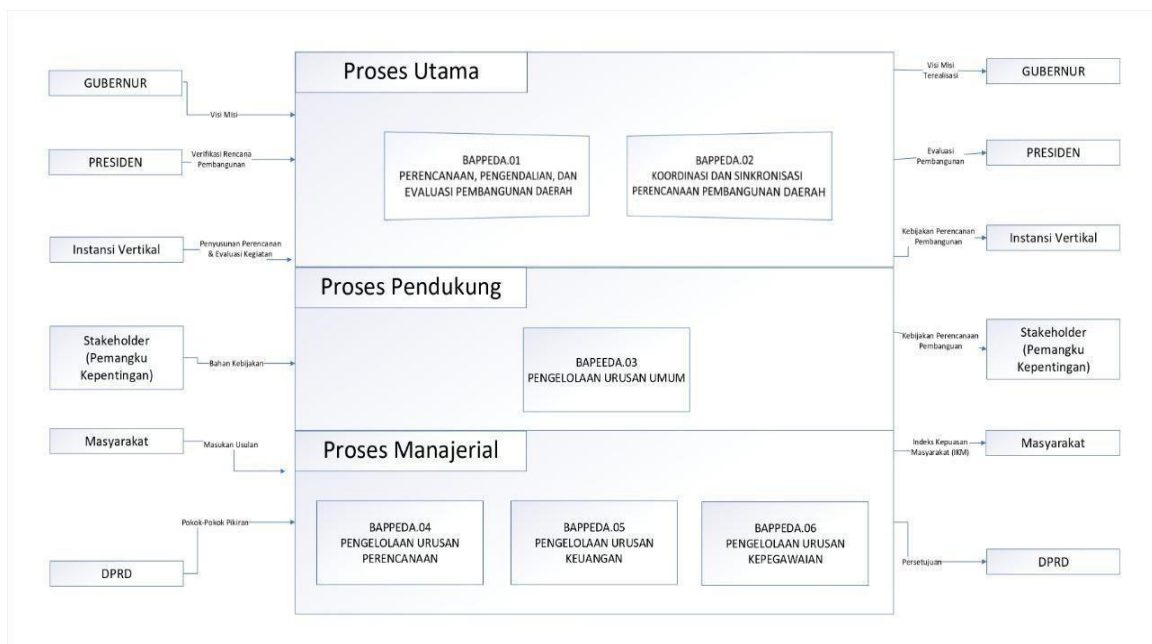 GUBERNUR
Visi Misi
PRESIDEN
Verifikasi Rencana
Pembangunan
Instansi Vertikal
Penyusunan Perencanan
& Evaluasi Kegiatan
Stakeholder
(Pemangku
Kepentingan)
Bahan Kebijakan
Masyarakat
Masukan Usulan
Pokok-Pokok Pikiran
DPRD
Proses Utama
BAPPEDA.01
PERENCANAAN, PENGENDALIAN, DAN
EVALUASI PEMBANGUNAN DAERAH
BAPPEDA.02
KOORDINASI DAN SINKRONISASI
PERENCANAAN PEMBANGUNAN DAERAH
Proses Pendukung
BAPEEDA.03
PENGELOLAAN URUSAN UMUM
Proses Manajerial
BAPPEDA.04
PENGELOLAAN URUSAN
PERENCANAAN
BAPPEDA.05
PENGELOLAAN URUSAN
KEUANGAN
BAPPEDA.06
PENGELOLAAN URUSAN
KEPEGAWAIAN
Visi Misi
Terealisasi
GUBERNUR
Evaluasi
Pembangunan
PRESIDEN
Kebijakan Perencanan
Pembangunan
Instansi Vertikal
Kebijakan Perencanaan
Pembanguan
Stakeholder
(Pemangku
Kepentingan)
Indeks Kepuasan
Masyarakat (IKM)
Masyarakat
Persetujuan
DPRD